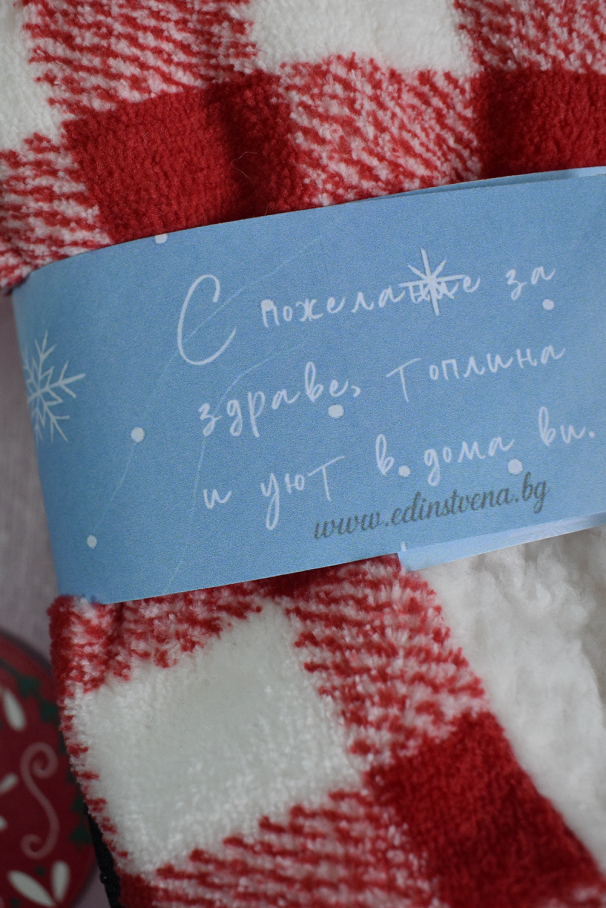 С пожелание за
здраве, топлина
и уют в дома ви.
www.edinstvena.bg